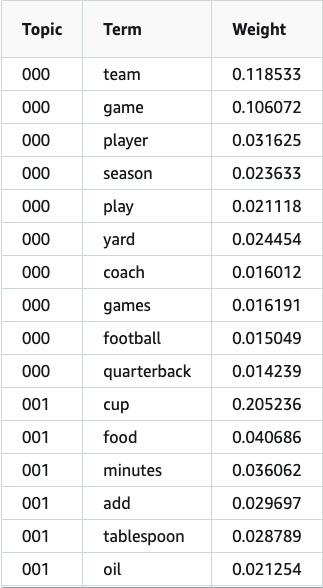 Topic Term Weight
000 team 0.118533
000 game 0.106072
000 player 0.031625
000 season 0.023633
000 play 0.021118
000 yard 0.024454
000 coach 0.016012
000 games 0.016191
000 football 0.015049
000 quarterback 0.014239
001 cup 0.205236
001 food 0.040686
001 minutes 0.036062
001 add 0.029697
001 tablespoon 0.028789
001 oil 0.021254